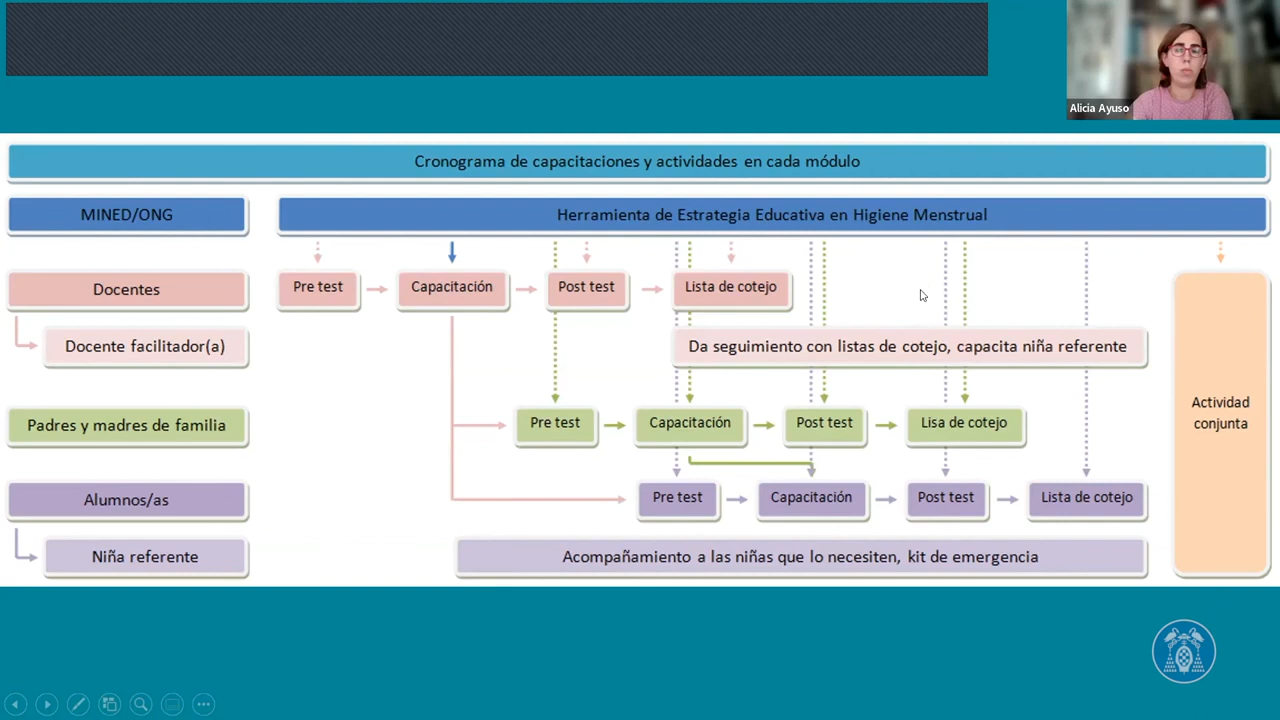 Alicia Ayuso
Cronograma de capacitaciones y actividades en cada módulo
MINED/ONG
Herramienta de Estrategia Educativa en Higiene Menstrual
Docentes
Pre test
Capacitación
Post test
Lista de cotejo
Docente facilitador(a)
Da seguimiento con listas de cotejo, capacita niña referente
Actividad
conjunta
Padres y madres de familia
Pre test
Capacitación
Post test
Lisa de cotejo
Alumnos/as
Pre test
Capacitación
Post test
Lista de cotejo
Niña referente
Acompañamiento a las niñas que lo necesiten, kit de emergencia